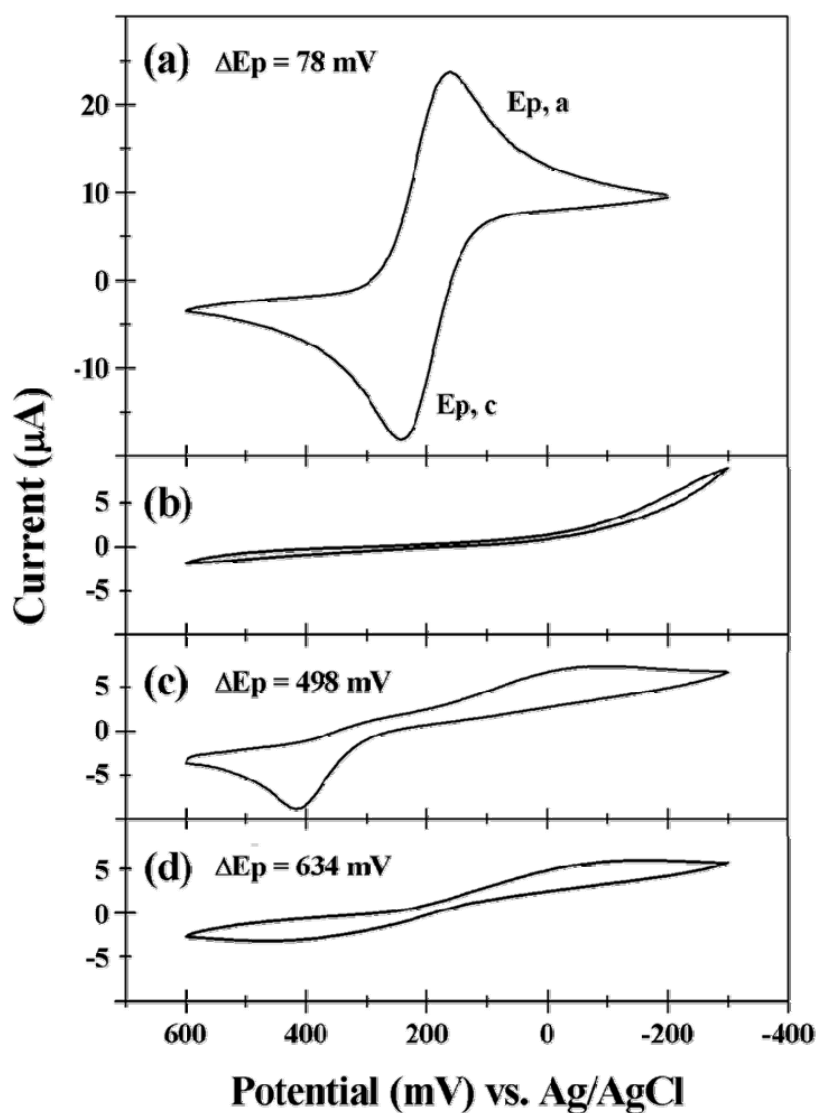 (a) ΔEp = 78 mV
Ep, a
20
10
0
-10
Ep, c
Current (μA)
(b)
5
0
-5
(c) ΔEp = 498 mV
5
0
-5
(d) ΔEp = 634 mV
5
0
-5
600 400 200 0 -200 -400
Potential (mV) vs. Ag/AgCl